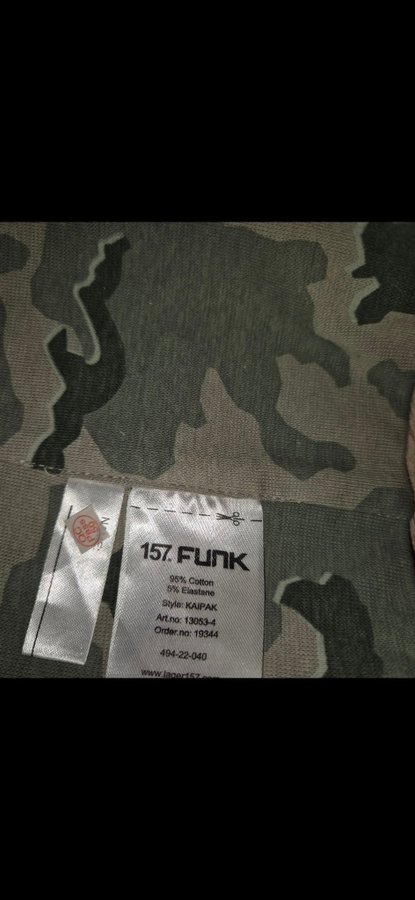 157. FUNK
95% Cotton
5% Elastane
Style: KAIPAK
Art.no: 13053-4
Order.no: 19344
494-22-040